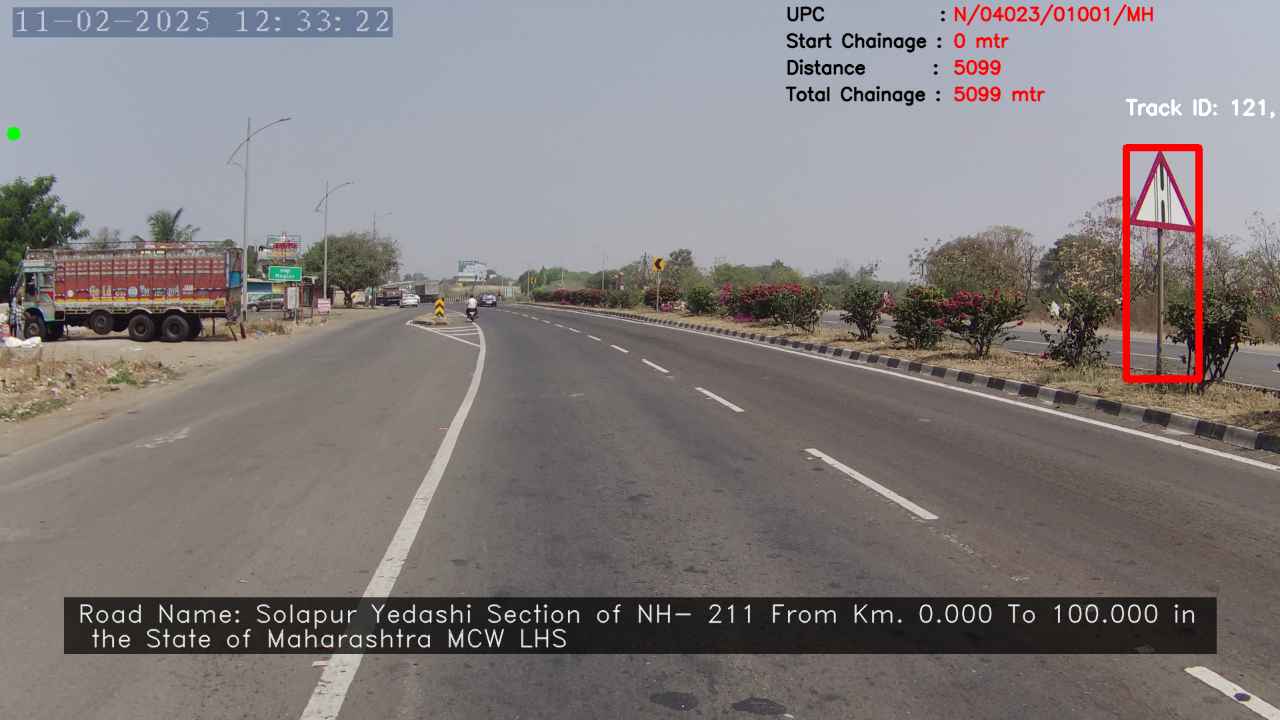 11-02-2025 12:33:22
UPC : N/04023/01001/MH
Start Chainage : 0 mtr
Distance : 5099
Total Chainage : 5099 mtr
Track ID: 121,
Road Name: Solapur Yedashi Section of NH- 211 From Km. 0.000 To 100.000 in
the State of Maharashtra MCW LHS